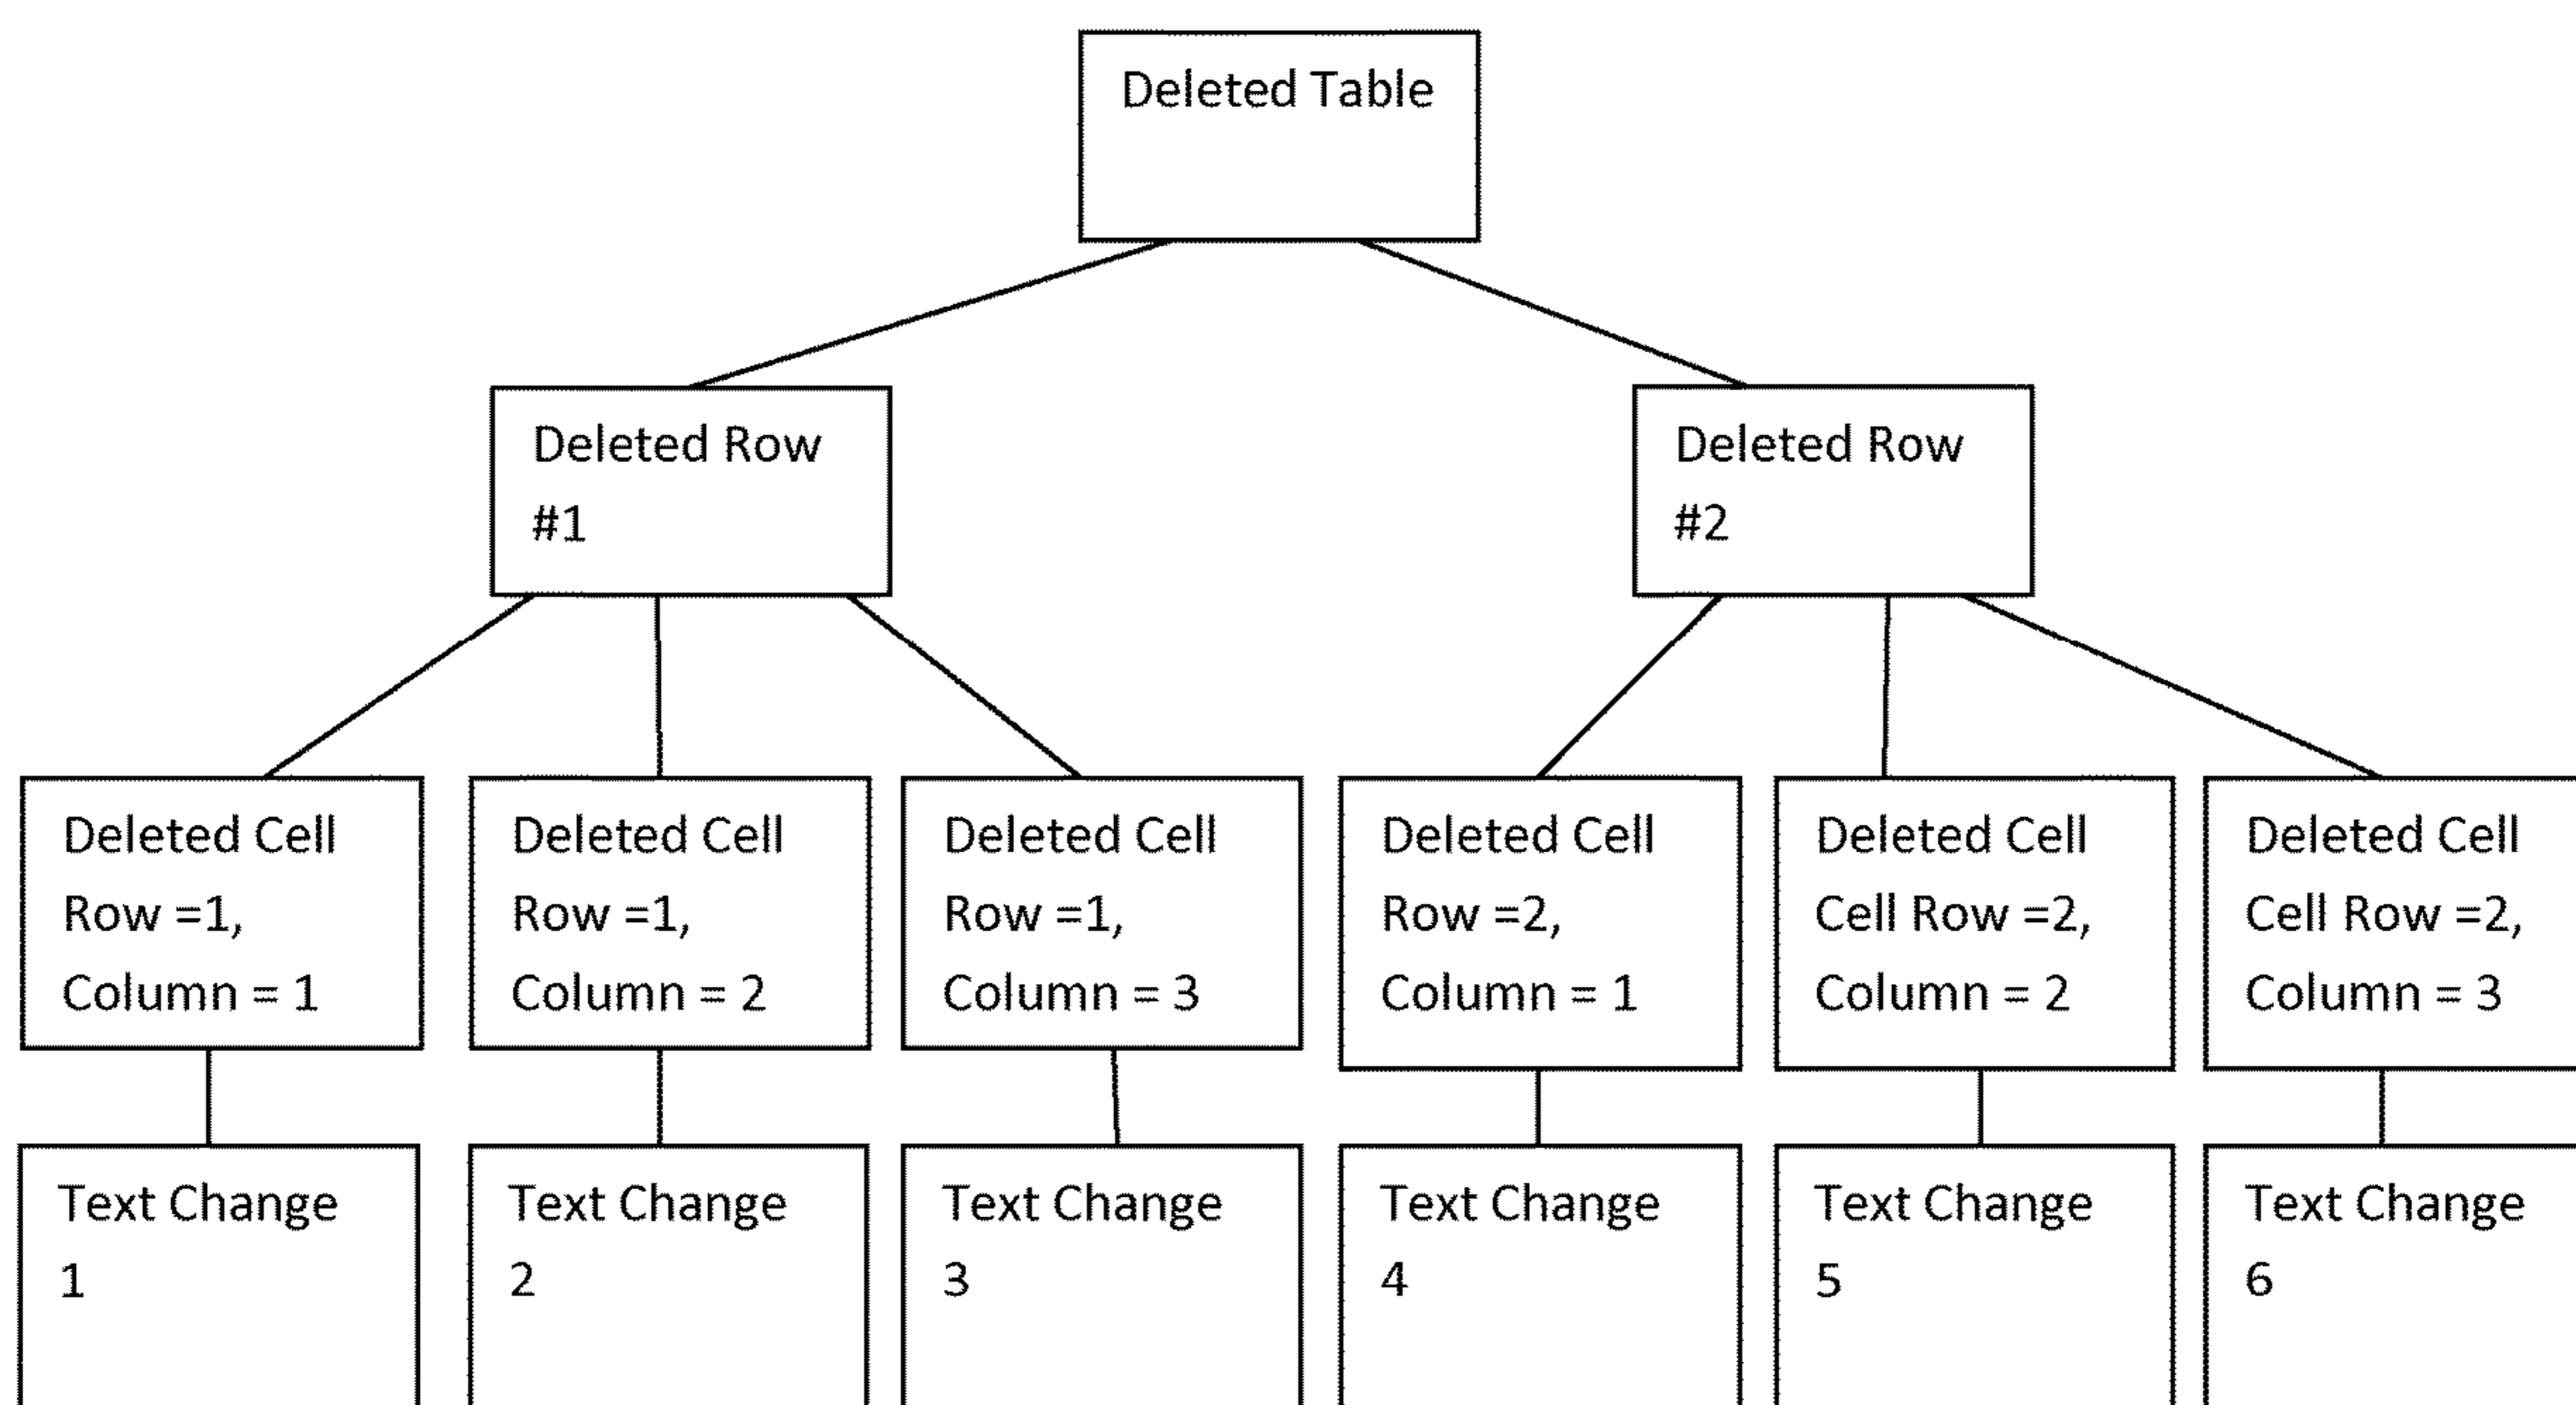 Deleted Table
Deleted Row
#1
Deleted Row
#2
Deleted Cell
Row =1,
Column = 1
Deleted Cell
Row =1,
Column = 2
Deleted Cell
Row =1,
Column = 3
Deleted Cell
Row =2,
Column = 1
Deleted Cell
Cell Row =2,
Column = 2
Deleted Cell
Cell Row =2,
Column = 3
Text Change
1
Text Change
2
Text Change
3
Text Change
4
Text Change
5
Text Change
6